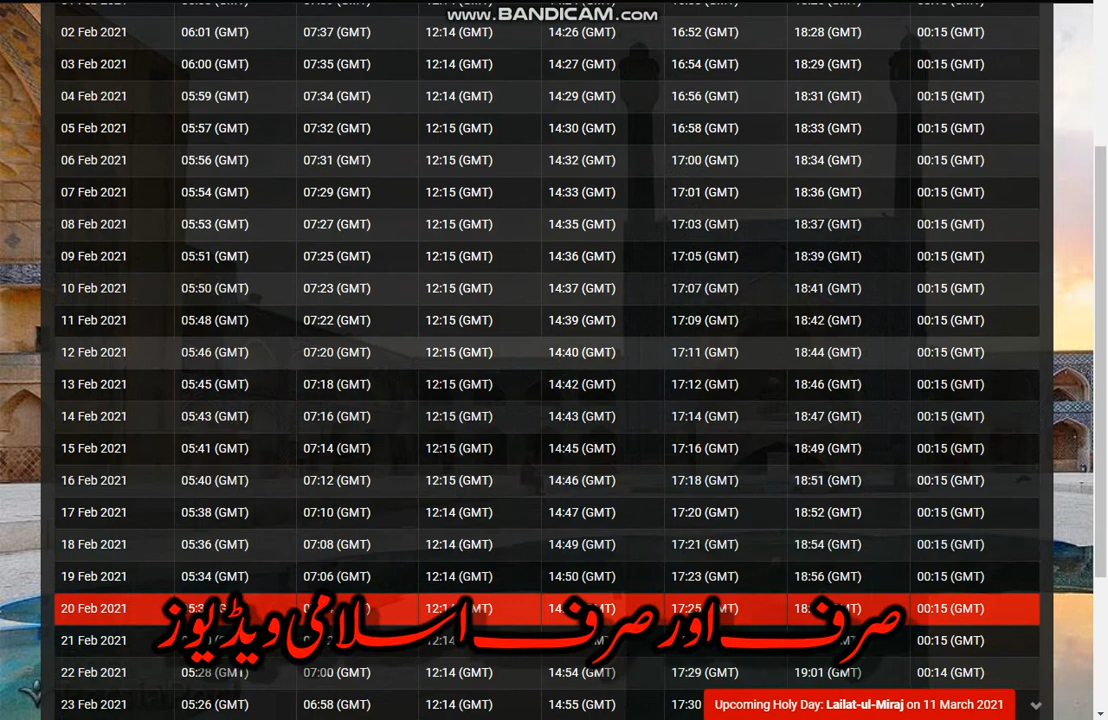 WWW.BANDICAM.COM
02 Feb 2021 06:01 (GMT) 07:37 (GMT) 12:14 (GMT) 14:26 (GMT) 16:52 (GMT) 18:28 (GMT) 00:15 (GMT)
03 Feb 2021 06:00 (GMT) 07:35 (GMT) 12:14 (GMT) 14:27 (GMT) 16:54 (GMT) 18:29 (GMT) 00:15 (GMT)
04 Feb 2021 05:59 (GMT) 07:34 (GMT) 12:14 (GMT) 14:29 (GMT) 16:56 (GMT) 18:31 (GMT) 00:15 (GMT)
05 Feb 2021 05:57 (GMT) 07:32 (GMT) 12:15 (GMT) 14:30 (GMT) 16:58 (GMT) 18:33 (GMT) 00:15 (GMT)
06 Feb 2021 05:56 (GMT) 07:31 (GMT) 12:15 (GMT) 14:32 (GMT) 17:00 (GMT) 18:34 (GMT) 00:15 (GMT)
07 Feb 2021 05:54 (GMT) 07:29 (GMT) 12:15 (GMT) 14:33 (GMT) 17:01 (GMT) 18:36 (GMT) 00:15 (GMT)
08 Feb 2021 05:53 (GMT) 07:27 (GMT) 12:15 (GMT) 14:35 (GMT) 17:03 (GMT) 18:37 (GMT) 00:15 (GMT)
09 Feb 2021 05:51 (GMT) 07:25 (GMT) 12:15 (GMT) 14:36 (GMT) 17:05 (GMT) 18:39 (GMT) 00:15 (GMT)
10 Feb 2021 05:50 (GMT) 07:23 (GMT) 12:15 (GMT) 14:37 (GMT) 17:07 (GMT) 18:41 (GMT) 00:15 (GMT)
11 Feb 2021 05:48 (GMT) 07:22 (GMT) 12:15 (GMT) 14:39 (GMT) 17:09 (GMT) 18:42 (GMT) 00:15 (GMT)
12 Feb 2021 05:46 (GMT) 07:20 (GMT) 12:15 (GMT) 14:40 (GMT) 17:11 (GMT) 18:44 (GMT) 00:15 (GMT)
13 Feb 2021 05:45 (GMT) 07:18 (GMT) 12:15 (GMT) 14:42 (GMT) 17:12 (GMT) 18:46 (GMT) 00:15 (GMT)
14 Feb 2021 05:43 (GMT) 07:16 (GMT) 12:15 (GMT) 14:43 (GMT) 17:14 (GMT) 18:47 (GMT) 00:15 (GMT)
15 Feb 2021 05:41 (GMT) 07:14 (GMT) 12:15 (GMT) 14:45 (GMT) 17:16 (GMT) 18:49 (GMT) 00:15 (GMT)
16 Feb 2021 05:40 (GMT) 07:12 (GMT) 12:15 (GMT) 14:46 (GMT) 17:18 (GMT) 18:51 (GMT) 00:15 (GMT)
17 Feb 2021 05:38 (GMT) 07:10 (GMT) 12:14 (GMT) 14:47 (GMT) 17:20 (GMT) 18:52 (GMT) 00:15 (GMT)
18 Feb 2021 05:36 (GMT) 07:08 (GMT) 12:14 (GMT) 14:49 (GMT) 17:21 (GMT) 18:54 (GMT) 00:15 (GMT)
19 Feb 2021 05:34 (GMT) 07:06 (GMT) 12:14 (GMT) 14:50 (GMT) 17:23 (GMT) 18:56 (GMT) 00:15 (GMT)
20 Feb 2021 00:15 (GMT)
صرف اور صرف اسلامی ویڈیوز
21 Feb 2021 00:15 (GMT)
22 Feb 2021 05:28 (GMT) 07:00 (GMT) 12:14 (GMT) 14:54 (GMT) 17:29 (GMT) 19:01 (GMT) 00:14 (GMT)
23 Feb 2021 05:26 (GMT) 06:58 (GMT) 12:14 (GMT) 14:55 (GMT) 17:30
Upcoming Holy Day: Lailat-ul-Miraj on 11 March 2021